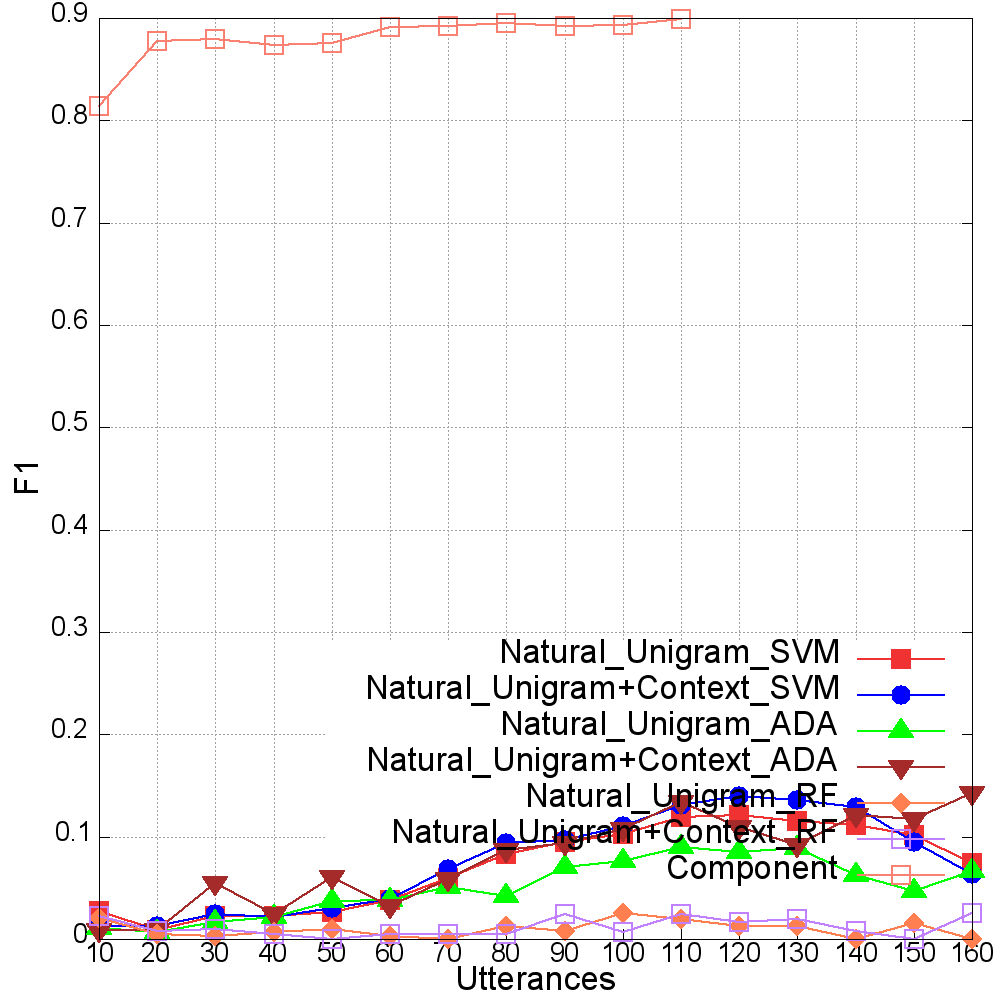 0.9
0.8
0.7
0.6
0.5
0.4
0.3
0.2
0.1
0
F1
Natural_Unigram_SVM
Natural_Unigram+Context_SVM
Natural_Unigram_ADA
Natural_Unigram+Context_ADA
Natural_Unigram_RF
Natural_Unigram+Context_RF
Component
10 20 30 40 50 60 70 80 90 100 110 120 130 140 150 160
Utterances